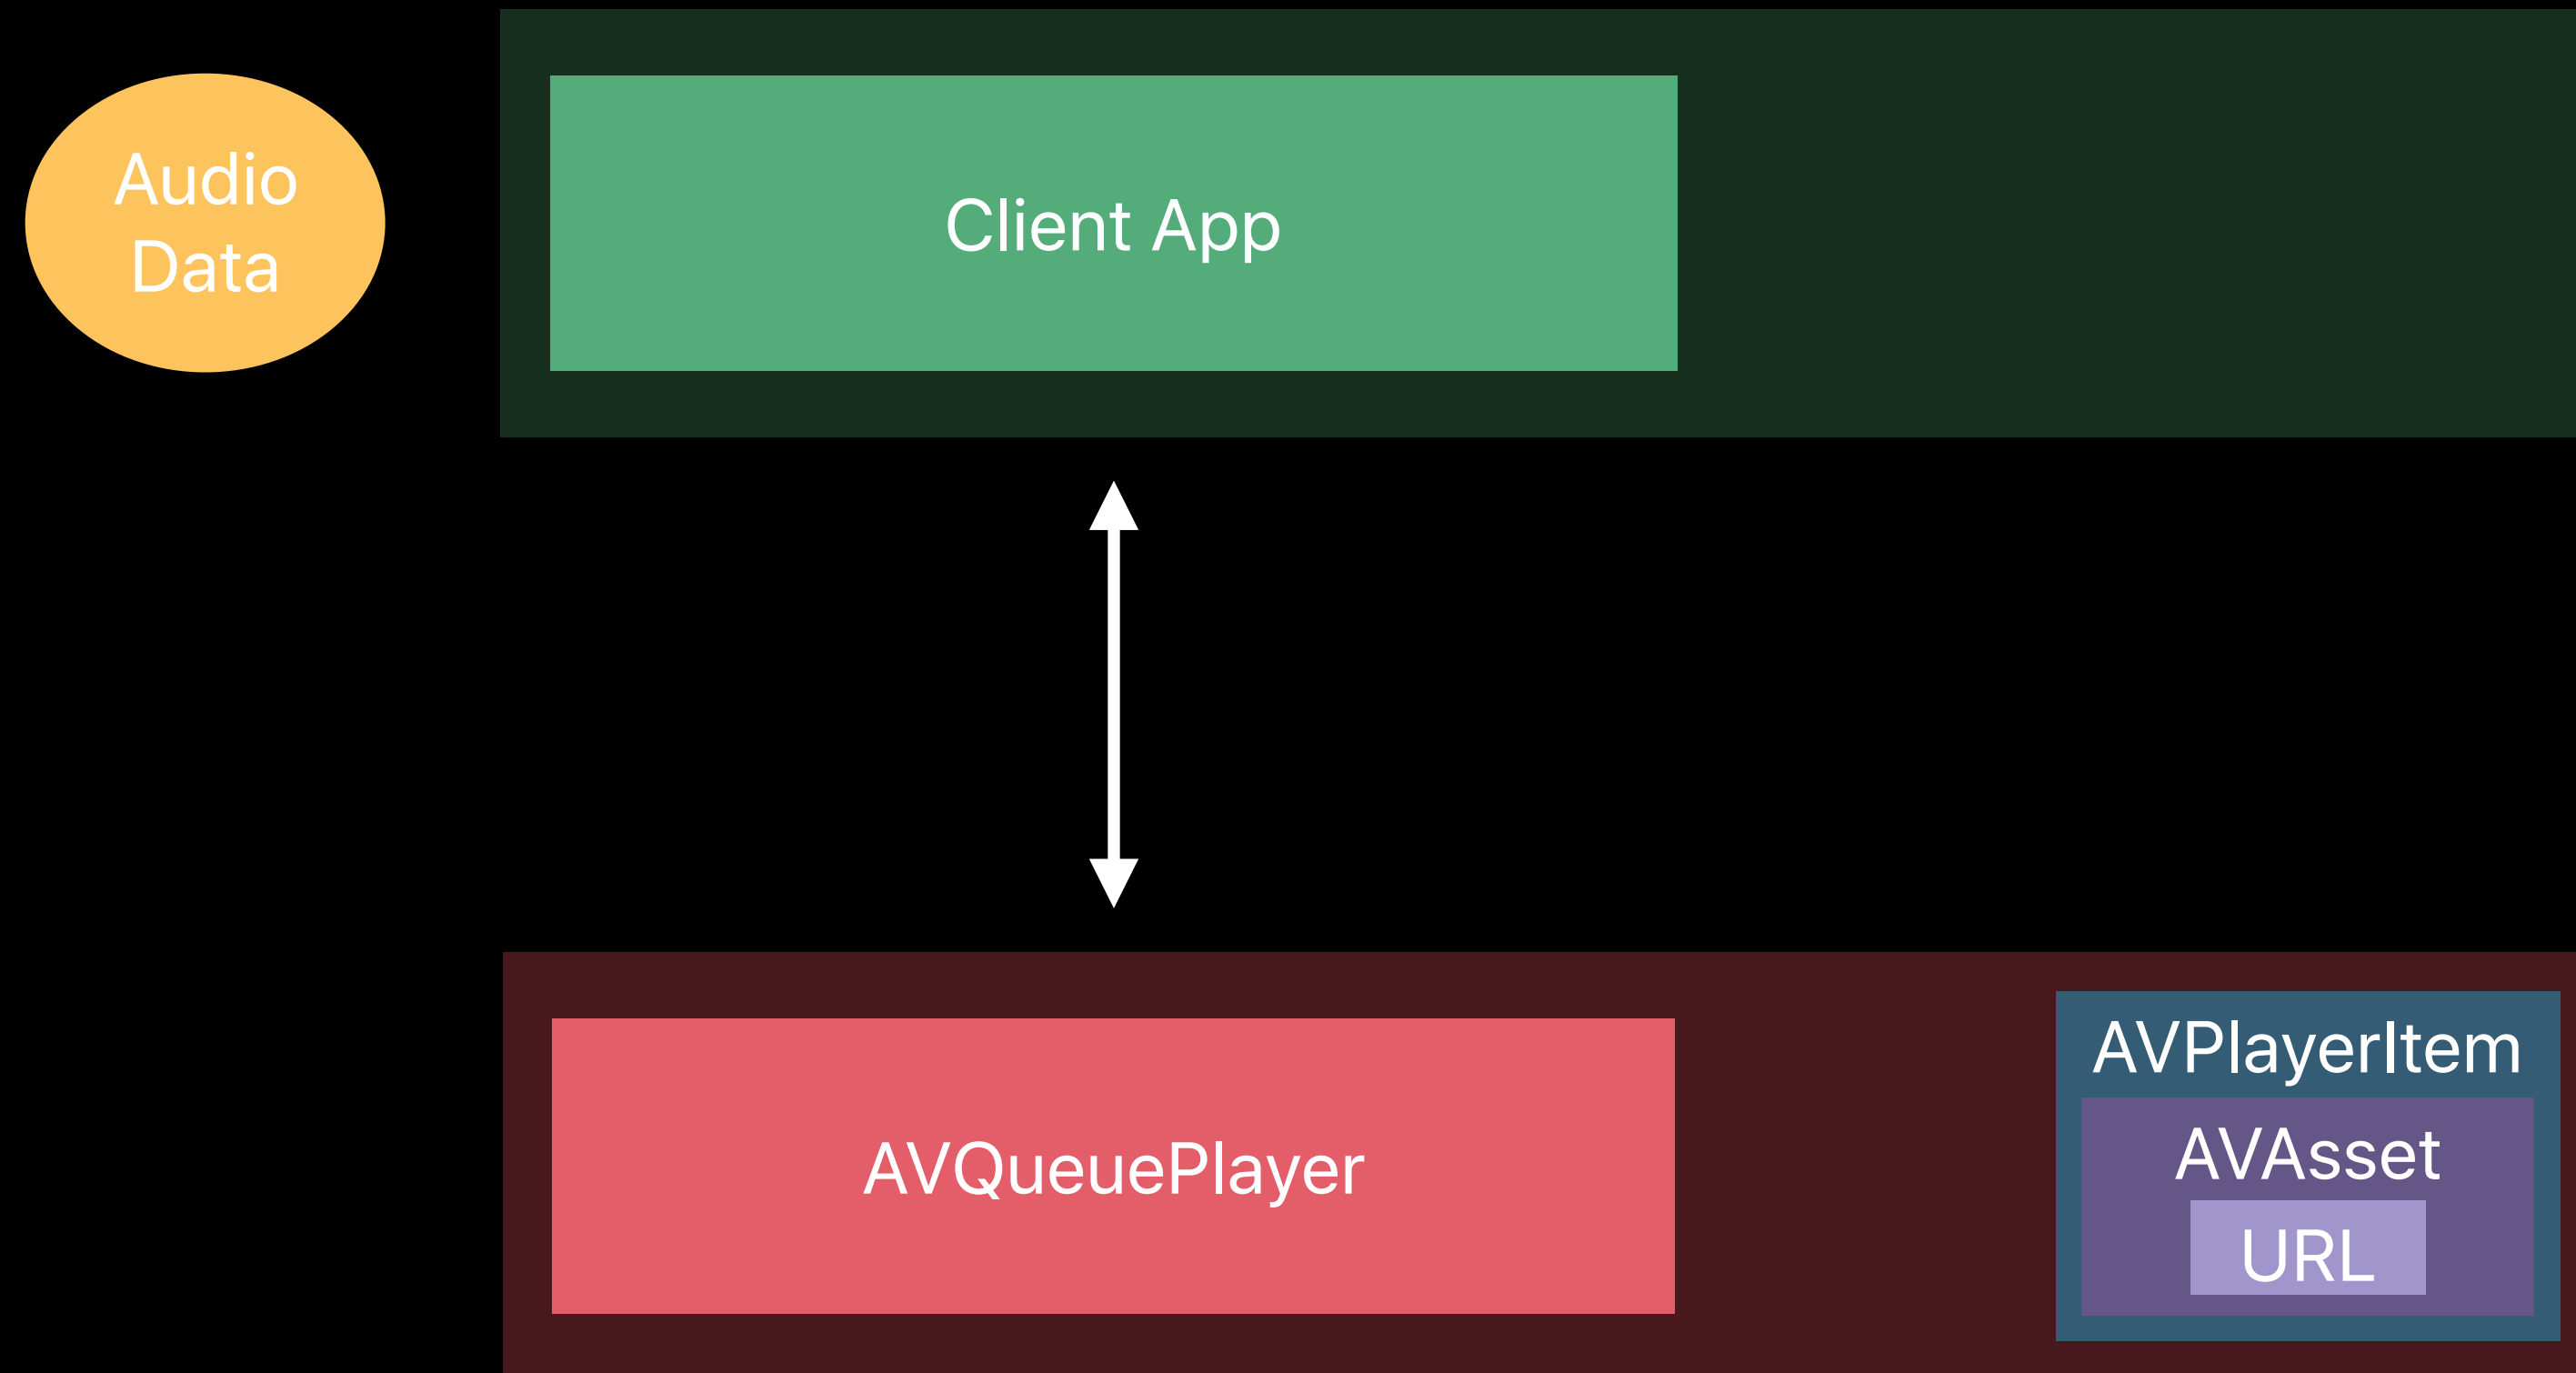 Audio
Data
Client App
AVQueuePlayer
AVPlayerItem
AVAsset
URL